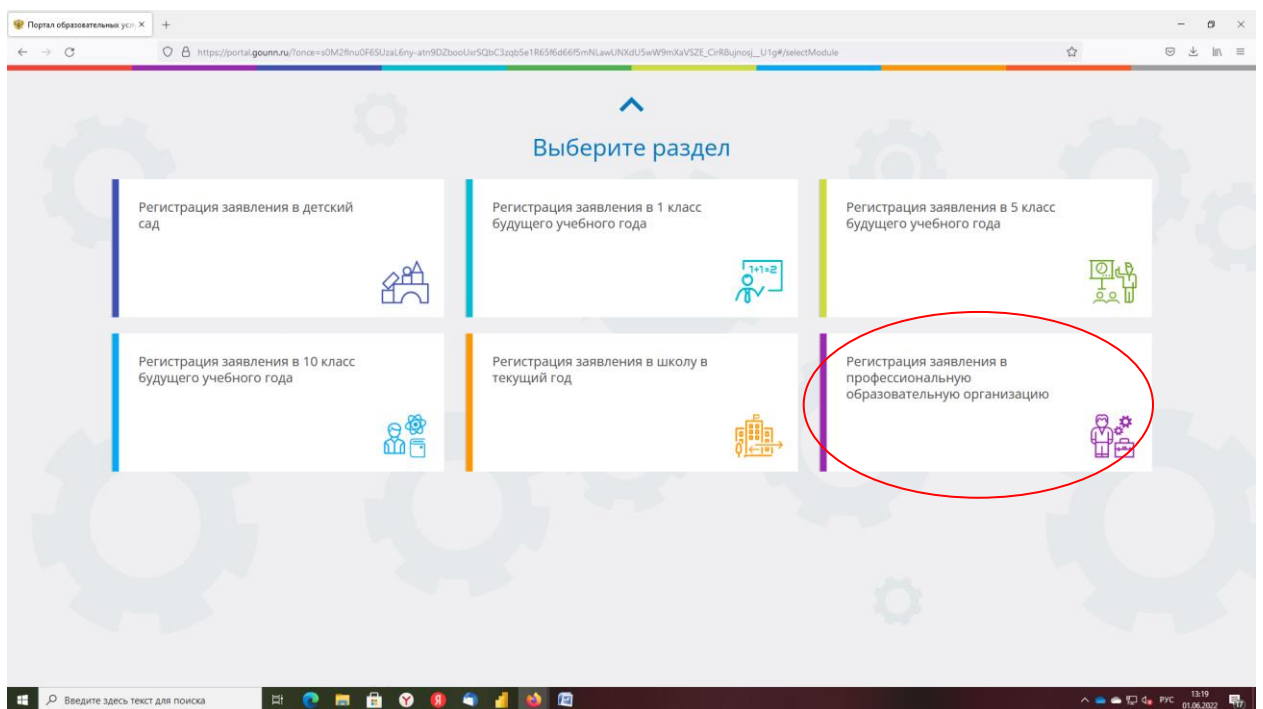 Портал образовательных усл
https://portal.gounn.ru/?once=s0M2flnu0F6SUzaL6ny-atn9DZbooUxrSQbC3zqb5e1R65f6d66f5mNLawUNXdU5wW9mXaVSZE_CirR8ujnosj__U1g#/selectModule
Выберите раздел
Регистрация заявления в детский
сад
Регистрация заявления в 1 класс
будущего учебного года
1+1=2
Регистрация заявления в 5 класс
будущего учебного года
Регистрация заявления в 10 класс
будущего учебного года
Регистрация заявления в школу в
текущий год
Регистрация заявления в
профессиональную
образовательную организацию
Введите здесь текст для поиска
РУС
13:19
01.06.2022
17